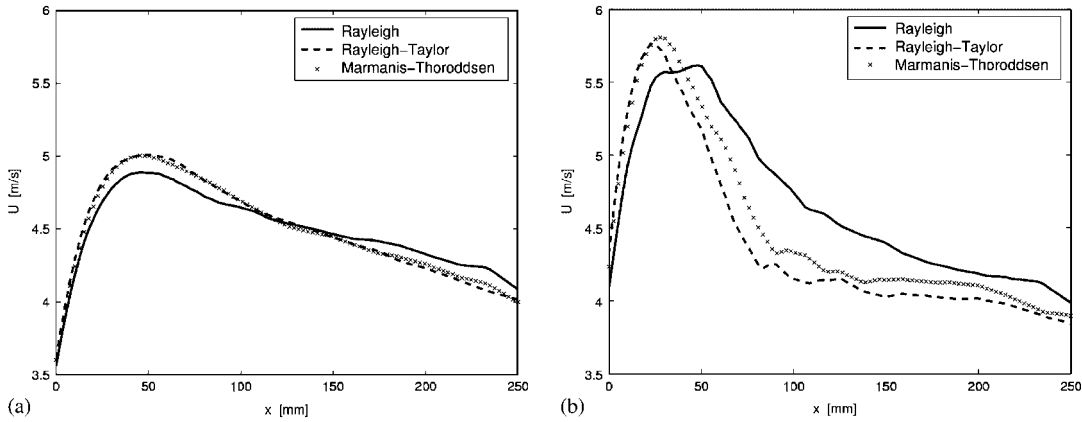 6
5.5
5
4.5
4
3.5
U [m/s]
0
50
100
150
200
250
x [mm]
Rayleigh
Rayleigh-Taylor
Marmanis-Thoroddsen
(a)
6
5.5
5
4.5
4
3.5
U [m/s]
0
50
100
150
200
250
x [mm]
Rayleigh
Rayleigh-Taylor
Marmanis-Thoroddsen
(b)